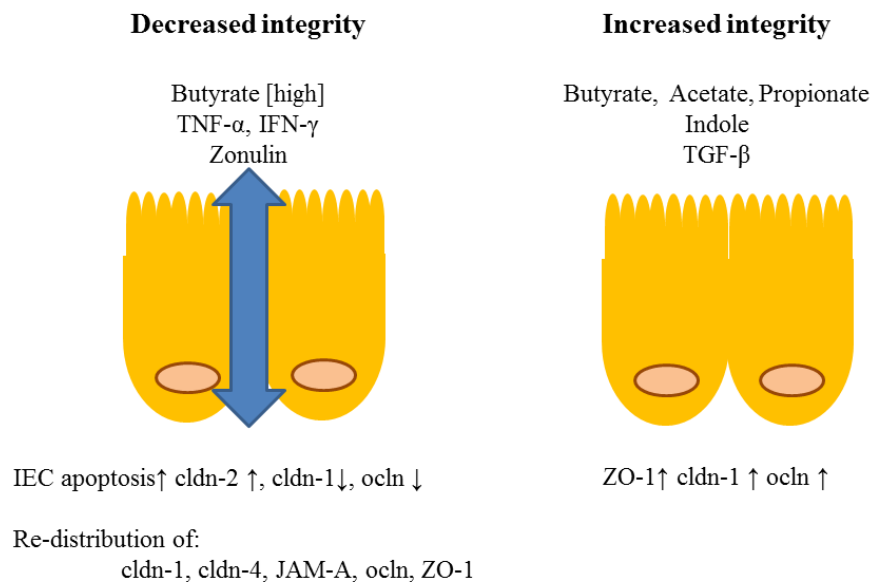 Decreased integrity
Butyrate [high]
TNF-α, IFN-γ
Zonulin
IEC apoptosis↑ cldn-2 ↑, cldn-1↓, ocln ↓
Re-distribution of:
cldn-1, cldn-4, JAM-A, ocln, ZO-1
Increased integrity
Butyrate, Acetate, Propionate
Indole
TGF-β
ZO-1↑ cldn-1 ↑ ocln ↑